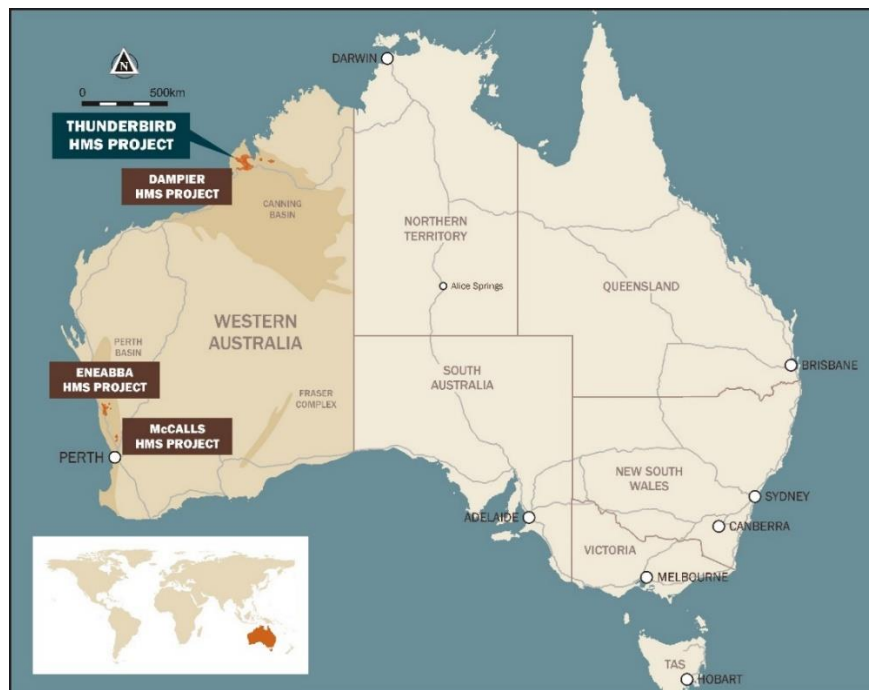 DARWIN
N
0 500km
THUNDERBIRD
HMS PROJECT
DAMPIER
HMS PROJECT
CANNING
BASIN
NORTHERN
TERRITORY
Alice Springs
QUEENSLAND
WESTERN
AUSTRALIA
PERTH
BASIN
ENEABBA
HMS PROJECT
SOUTH
AUSTRALIA
BRISBANE
FRASER
COMPLEX
McCALLS
HMS PROJECT
PERTH
NEW SOUTH
WALES
SYDNEY
ADELAIDE
CANBERRA
VICTORIA
MELBOURNE
TAS
HOBART